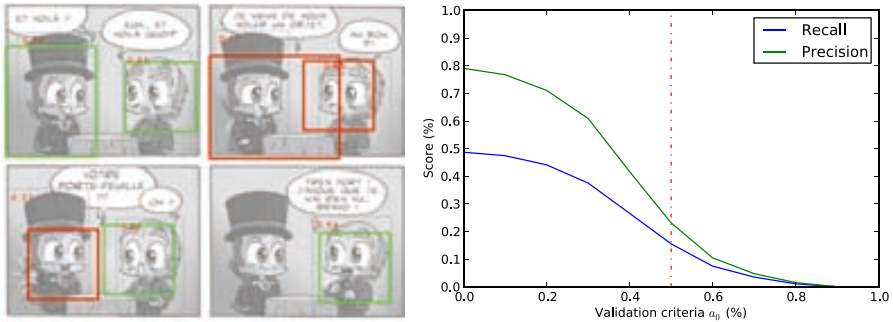 ET VOILÀ !
EUH.. ET
VOILÀ QUOI?
JE VIENS DE VOUS
VOLER UN OBJET.
AH BON
?!
VOTRE
PORTE-FEUILLE
!!!
OH !
Recall
Precision
Score (%)
1.0
0.9
0.8
0.7
0.6
0.5
0.4
0.3
0.2
0.1
0.0
0.0 0.2 0.4 0.6 0.8 1.0
Validation criteria a₀ (%)